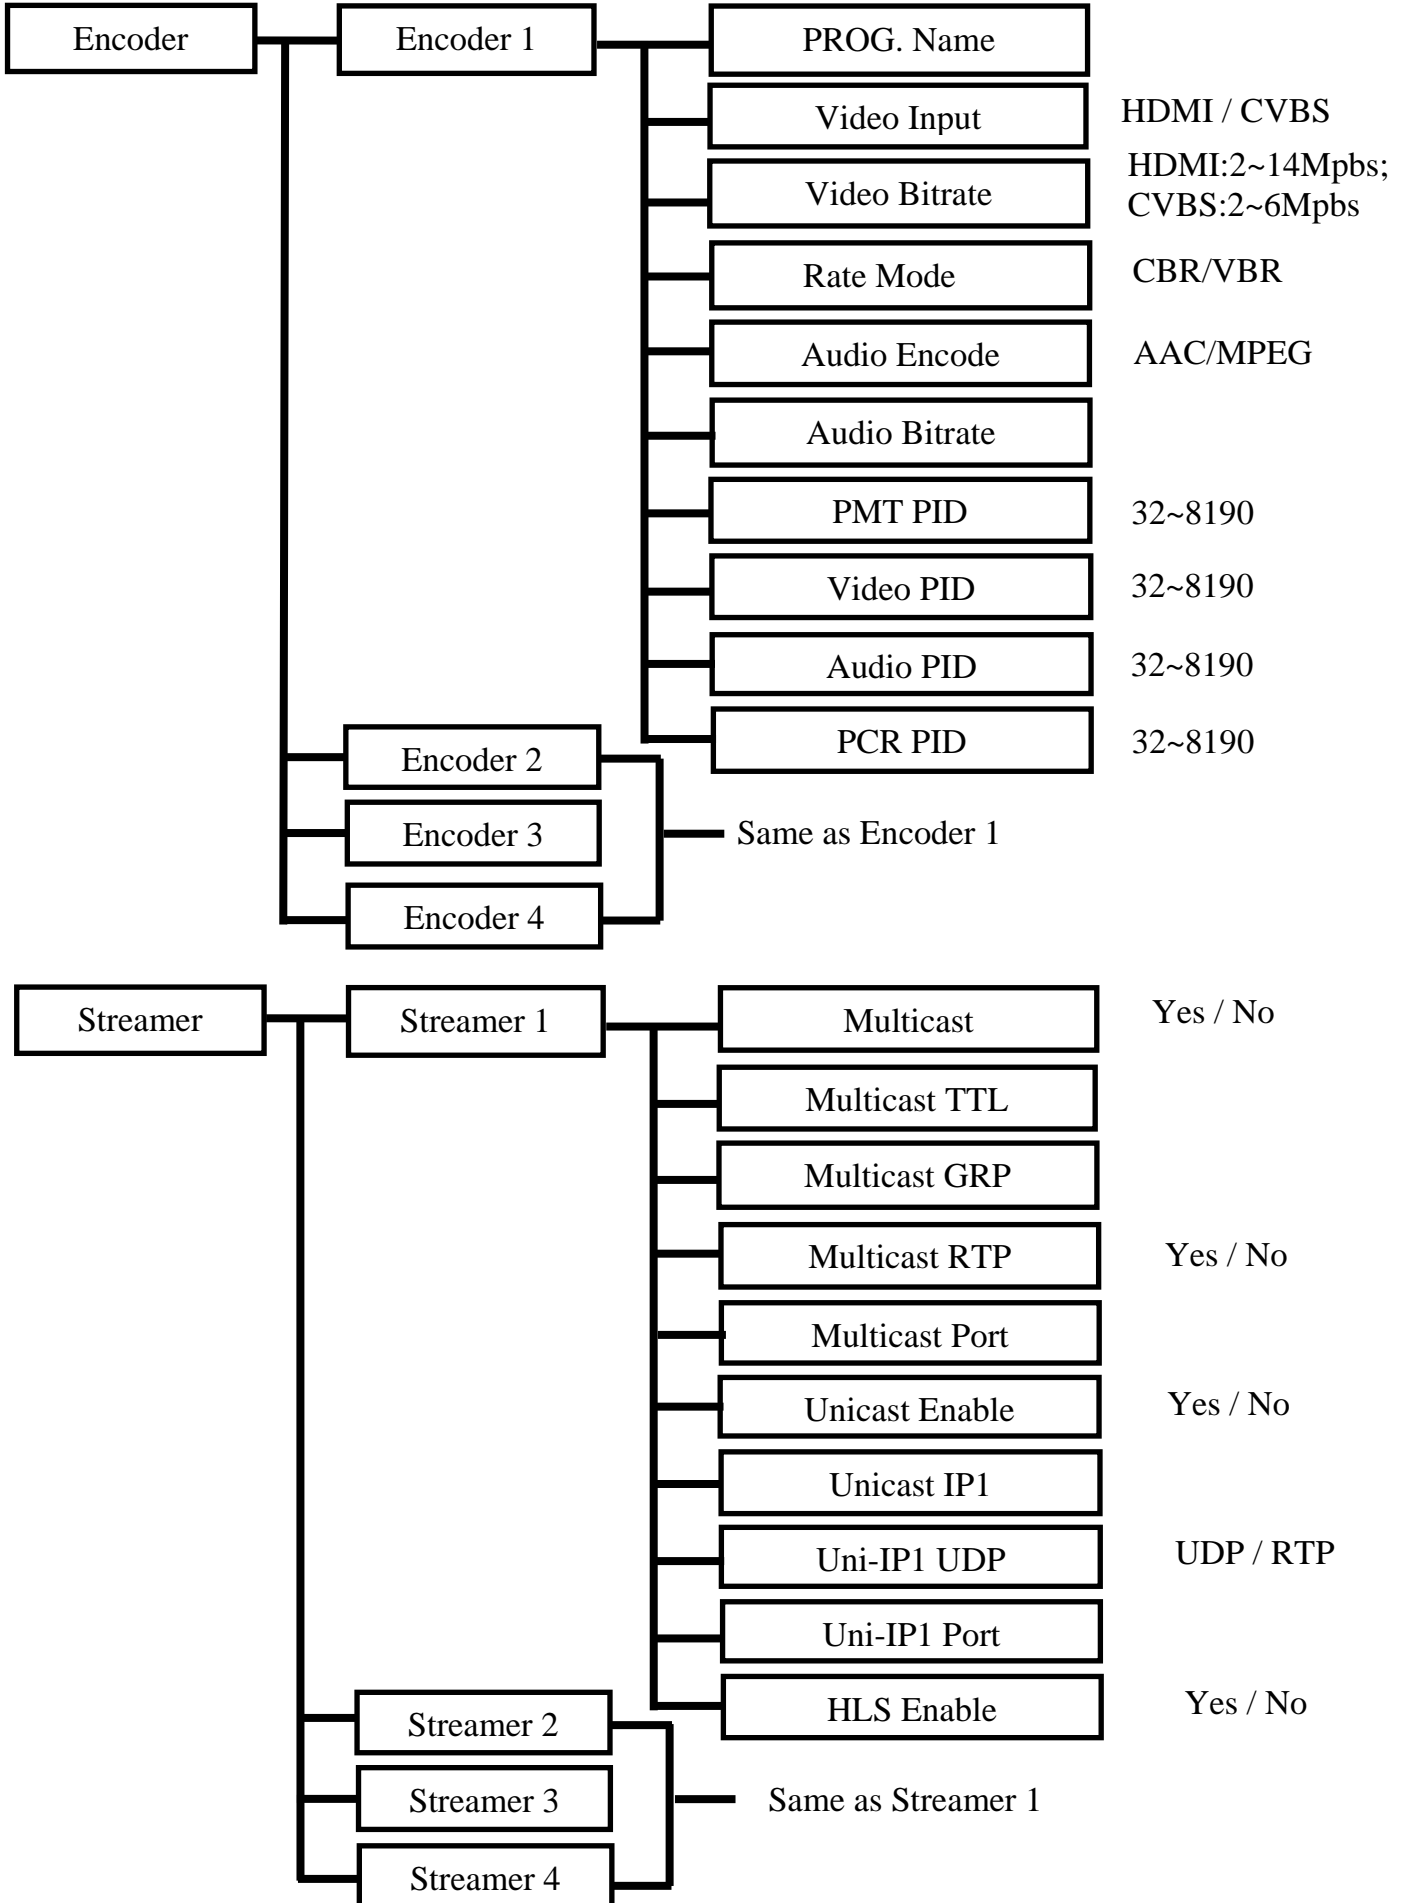 Encoder
Encoder 1
PROG. Name
Video Input
HDMI / CVBS
Video Bitrate
HDMI:2~14Mpbs;
CVBS:2~6Mpbs
Rate Mode
CBR/VBR
Audio Encode
AAC/MPEG
Audio Bitrate
PMT PID
32~8190
Video PID
32~8190
Audio PID
32~8190
PCR PID
32~8190
Encoder 2
Encoder 3
Same as Encoder 1
Encoder 4
Streamer
Streamer 1
Multicast
Yes / No
Multicast TTL
Multicast GRP
Multicast RTP
Yes / No
Multicast Port
Unicast Enable
Yes / No
Unicast IP1
Uni-IP1 UDP
UDP / RTP
Uni-IP1 Port
HLS Enable
Yes / No
Streamer 2
Streamer 3
Same as Streamer 1
Streamer 4